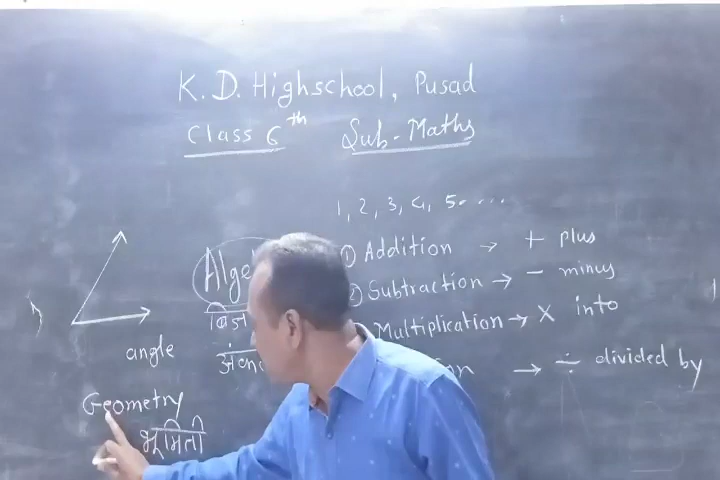 K. D. Highschool, Pusad
Class 6th Sub - Maths
1, 2, 3, 4, 5. ....
① Addition → + plus
② Subtraction → - minus
Multiplication → × into
→ ÷ divided by
angle
Geometry
भूमिती